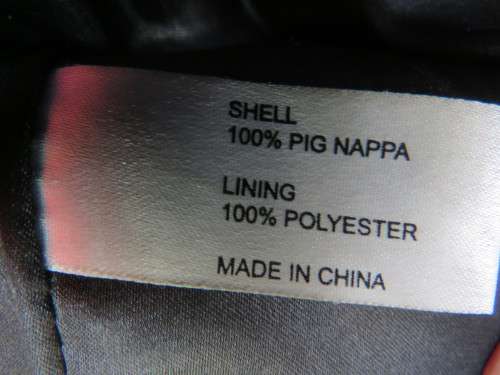 SHELL
100% PIG NAPPA
LINING
100% POLYESTER
MADE IN CHINA